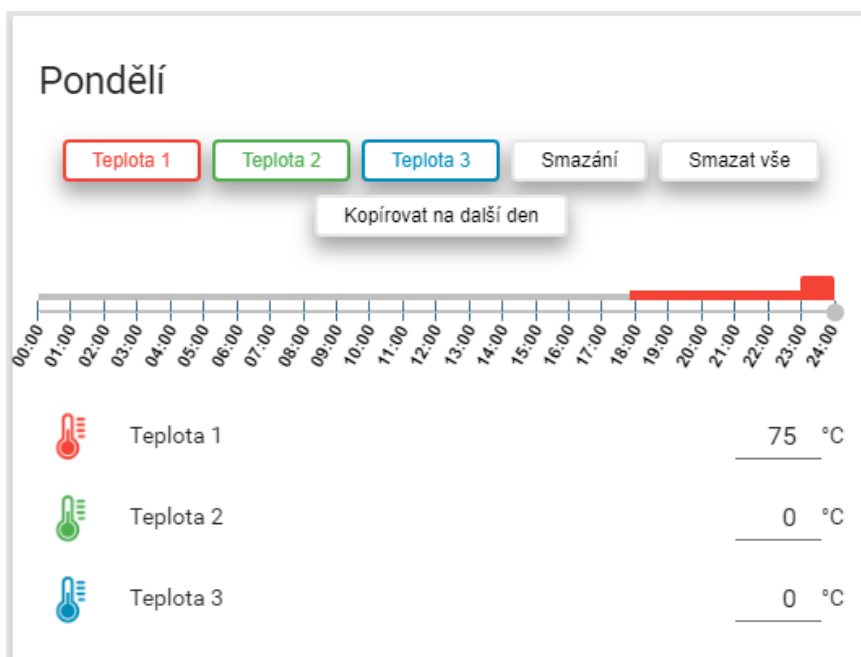 Pondělí
Teplota 1 Teplota 2 Teplota 3 Smazání Smazat vše
Kopírovat na další den
00:00 01:00 02:00 03:00 04:00 05:00 06:00 07:00 08:00 09:00 10:00 11:00 12:00 13:00 14:00 15:00 16:00 17:00 18:00 19:00 20:00 21:00 22:00 23:00 24:00
Teplota 1 75 °C
Teplota 2 0 °C
Teplota 3 0 °C